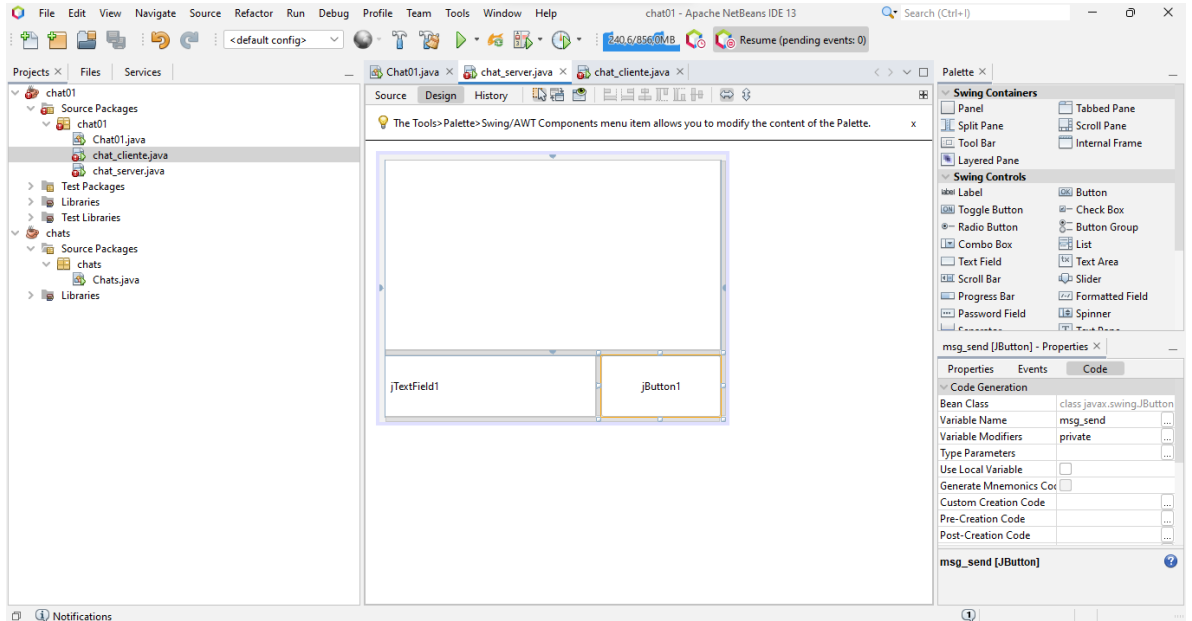 File Edit View Navigate Source Refactor Run Debug Profile Team Tools Window Help chat01 - Apache NetBeans IDE 13 Search (Ctrl+I)
<default config> 240,6/856,0MB Resume (pending events: 0)
Projects Files Services
chat01
Source Packages
chat01
Chat01.java
chat_cliente.java
chat_server.java
Test Packages
Libraries
Test Libraries
chats
Source Packages
chats
Chats.java
Libraries
Chat01.java chat_server.java chat_cliente.java
Source Design History
The Tools>Palette>Swing/AWT Components menu item allows you to modify the content of the Palette. x
jTextField1 jButton1
Palette
Swing Containers
Panel Tabbed Pane
Split Pane Scroll Pane
Tool Bar Internal Frame
Layered Pane
Swing Controls
label Label OK Button
ON Toggle Button Check Box
Radio Button Button Group
Combo Box List
Text Field Text Area
Scroll Bar Slider
Progress Bar Formatted Field
Password Field Spinner
msg_send [JButton] - Properties
Properties Events Code
Code Generation
Bean Class class javax.swing.JButton
Variable Name msg_send ...
Variable Modifiers private ...
Type Parameters ...
Use Local Variable
Generate Mnemonics Co
Custom Creation Code ...
Pre-Creation Code ...
Post-Creation Code ...
msg_send [JButton] ?
Notifications 1